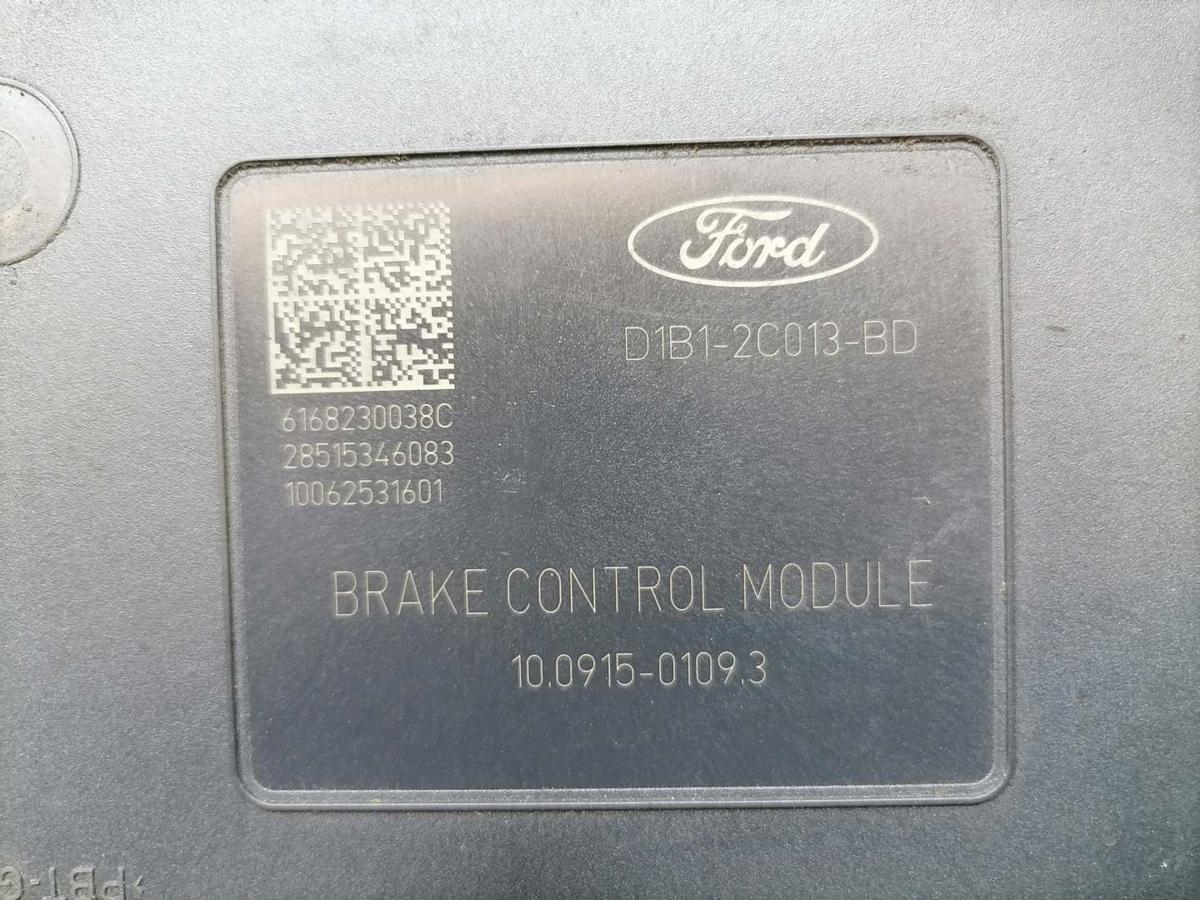 Ford
D1B1-2C013-BD
6168230038C
28515346083
10062531601
BRAKE CONTROL MODULE
10.0915-0109.3